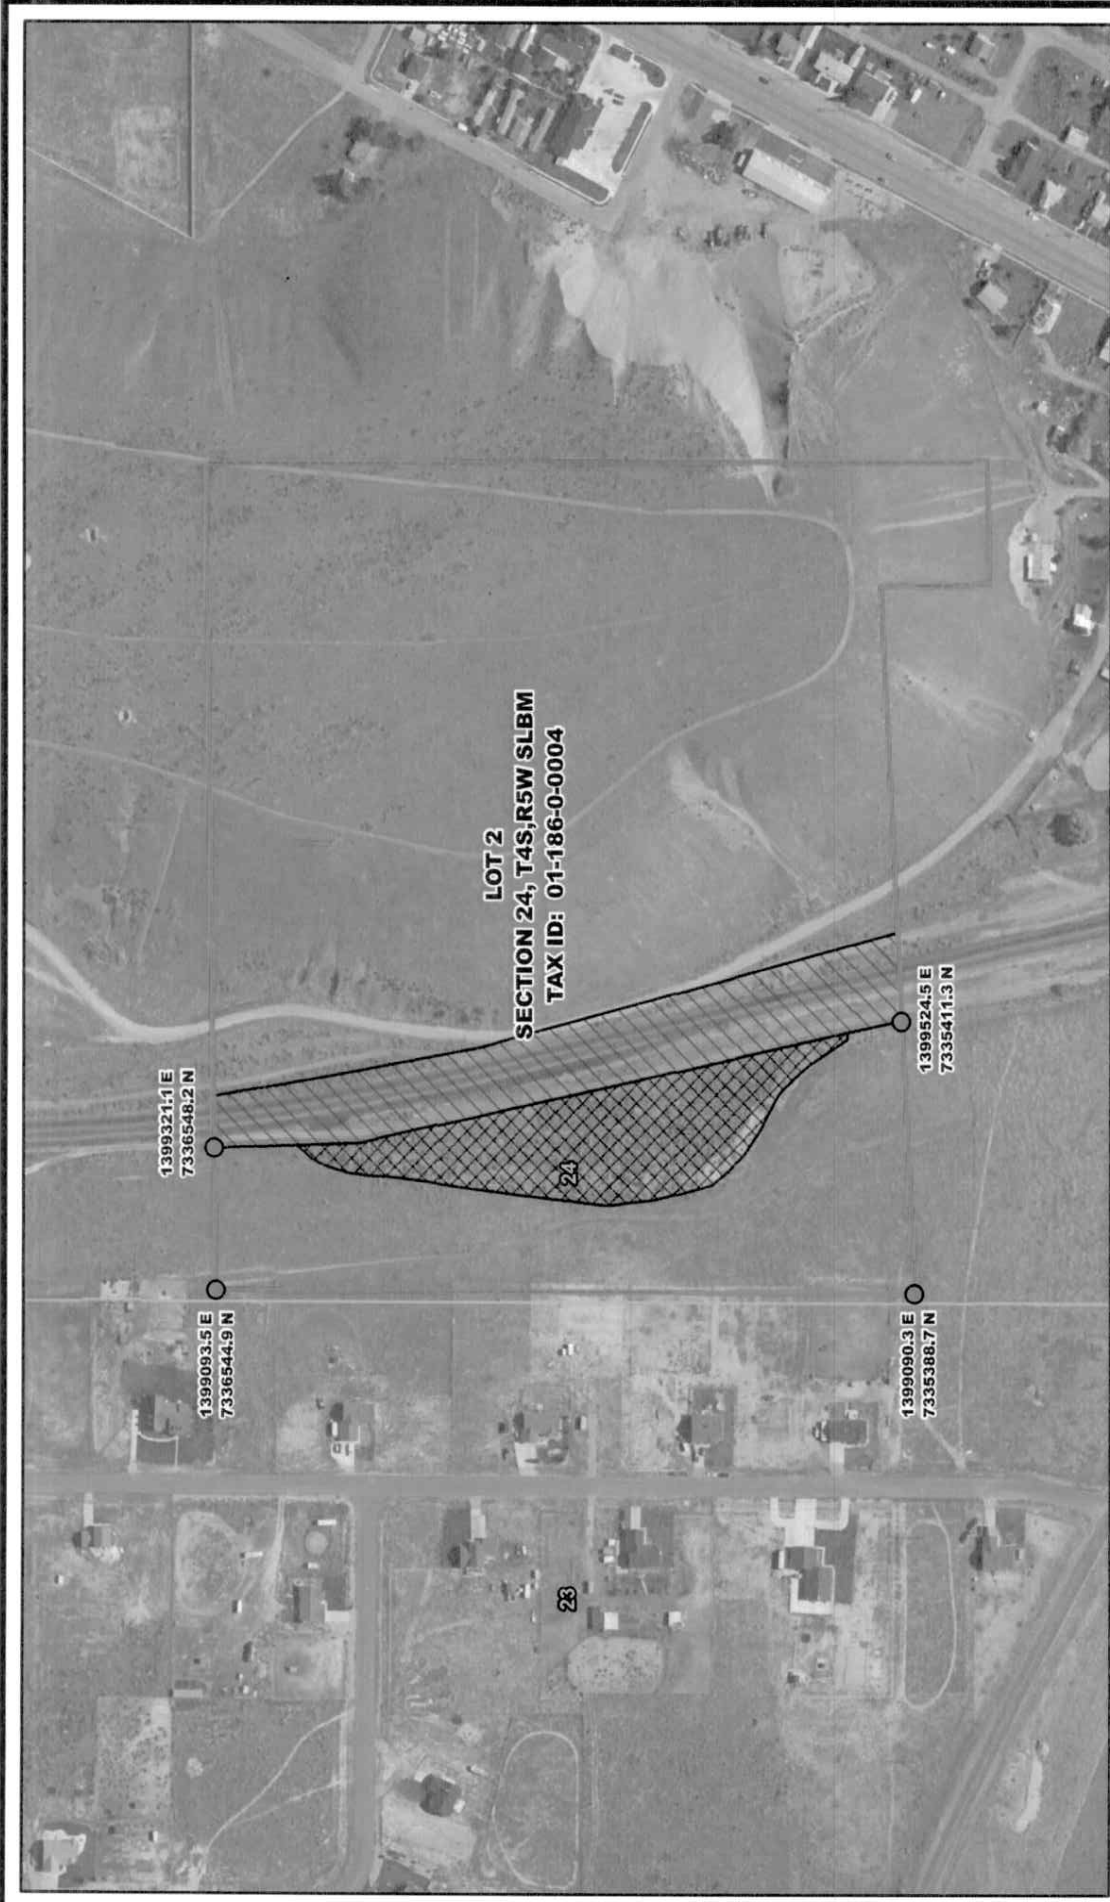 LOT 2
SECTION 24, T4S,R5W SLBM
TAX ID: 01-186-0-0004
1399321.1 E
7336548.2 N
1399524.5 E
7335411.3 N
24
1399093.5 E
7336544.9 N
1399090.3 E
7335388.7 N
23